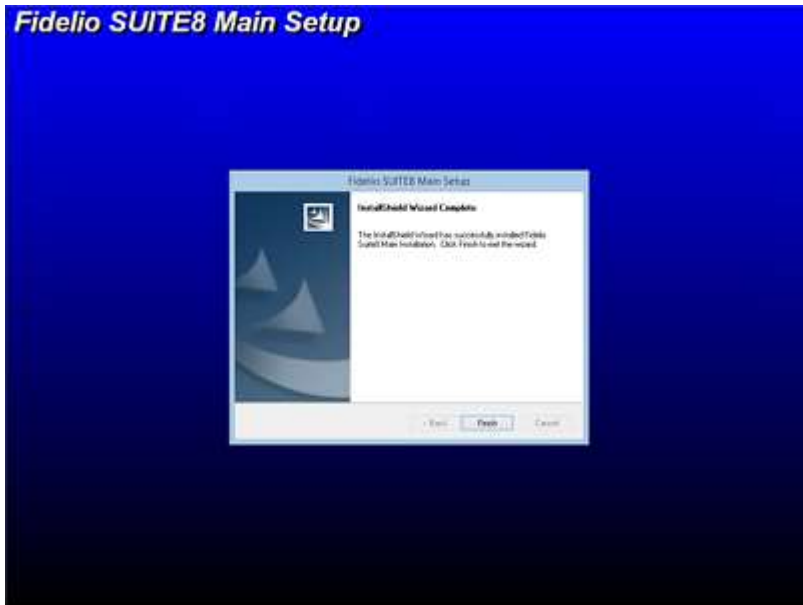 Fidelio SUITE8 Main Setup
Fidelio SUITE8 Main Setup
InstallShield Wizard Complete
The InstallShield Wizard has successfully installed Fidelio
Suite8 Main Installation. Click Finish to exit the wizard.
< Back
Finish
Cancel